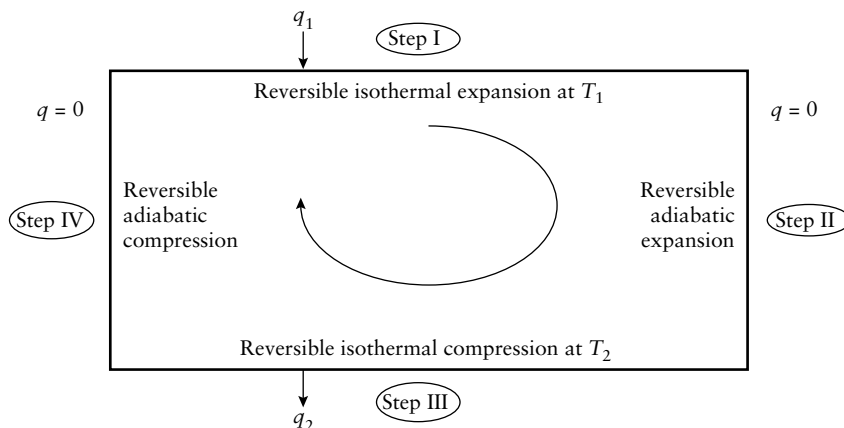 q1
Step I
Reversible isothermal expansion at T1
q = 0
q = 0
Step IV
Reversible
adiabatic
compression
Reversible
adiabatic
expansion
Step II
Reversible isothermal compression at T2
q2
Step III